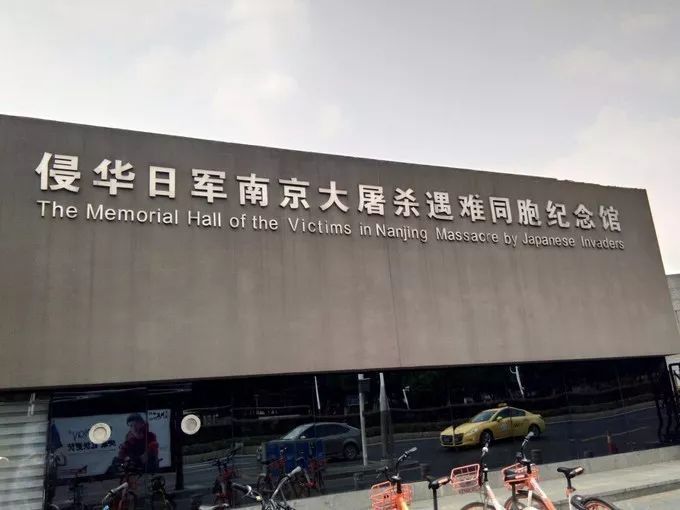 侵华日军南京大屠杀遇难同胞纪念馆
The Memorial Hall of the Victims in Nanjing Massacre by Japanese Invaders